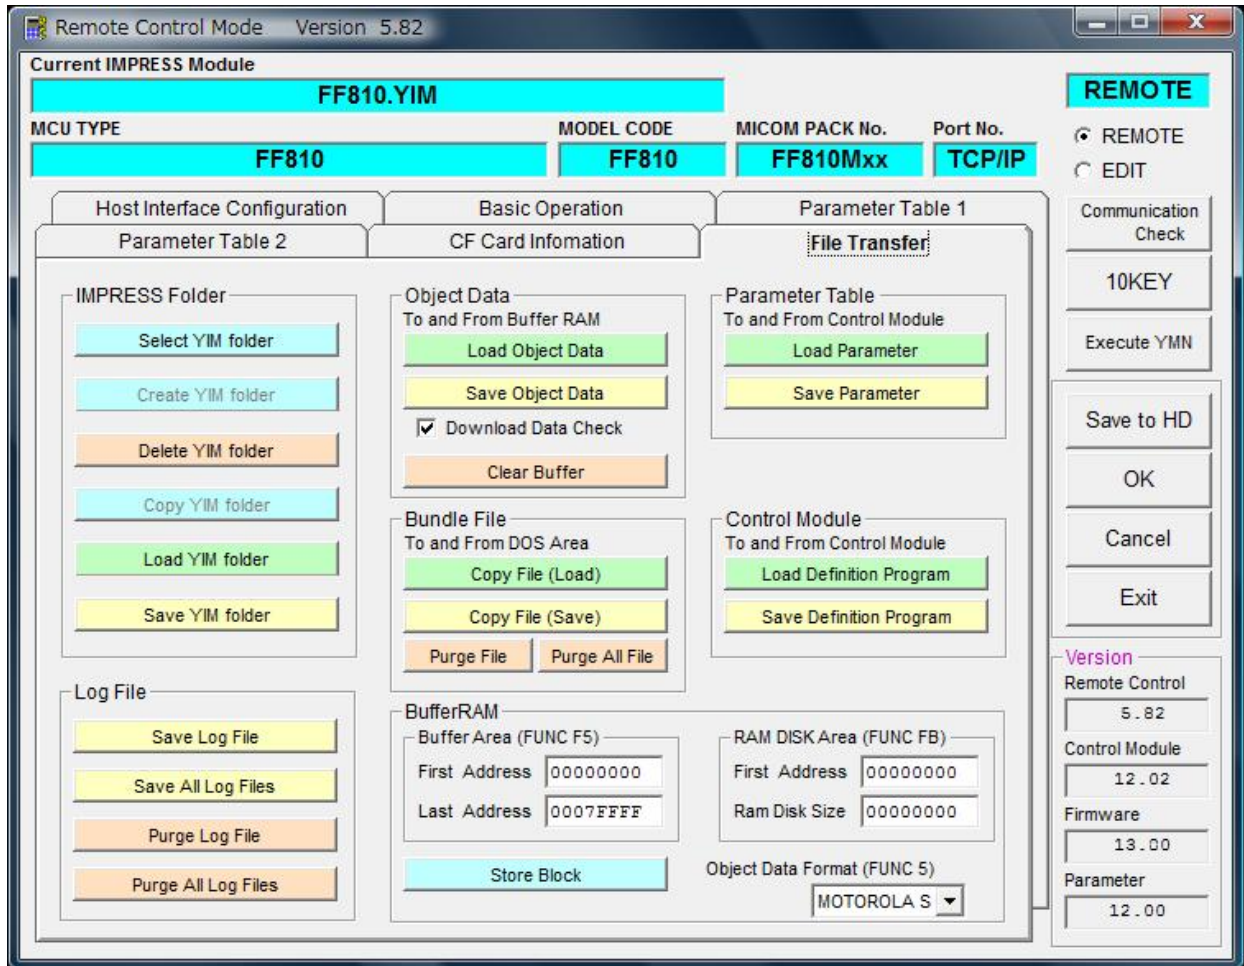 Remote Control Mode Version 5.82
Current IMPRESS Module
FF810.YIM
REMOTE
MCU TYPE
MODEL CODE
MICOM PACK No.
Port No.
FF810
FF810
FF810Mxx
TCP/IP
REMOTE
EDIT
Host Interface Configuration
Basic Operation
Parameter Table 1
Parameter Table 2
CF Card Infomation
File Transfer
IMPRESS Folder
Select YIM folder
Create YIM folder
Delete YIM folder
Copy YIM folder
Load YIM folder
Save YIM folder
Log File
Save Log File
Save All Log Files
Purge Log File
Purge All Log Files
Object Data
To and From Buffer RAM
Load Object Data
Save Object Data
Download Data Check
Clear Buffer
Parameter Table
To and From Control Module
Load Parameter
Save Parameter
Bundle File
To and From DOS Area
Copy File (Load)
Copy File (Save)
Purge File
Purge All File
Control Module
To and From Control Module
Load Definition Program
Save Definition Program
BufferRAM
Buffer Area (FUNC F5)
First Address 00000000
Last Address 0007FFFF
RAM DISK Area (FUNC FB)
First Address 00000000
Ram Disk Size 00000000
Store Block
Object Data Format (FUNC 5)
MOTOROLA S
Communication
Check
10KEY
Execute YMN
Save to HD
OK
Cancel
Exit
Version
Remote Control
5.82
Control Module
12.02
Firmware
13.00
Parameter
12.00